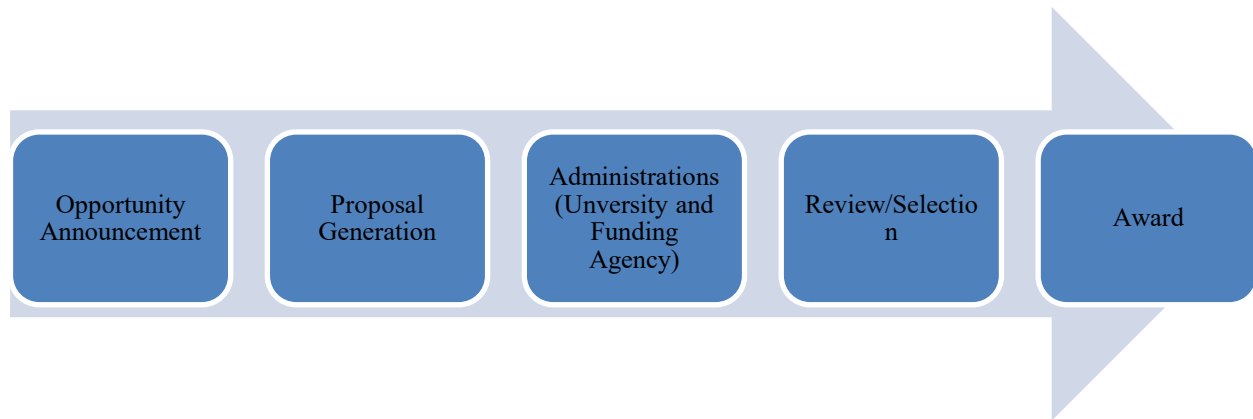 Opportunity
Announcement
Proposal
Generation
Administrations
(Unversity and
Funding
Agency)
Review/Selectio
n
Award